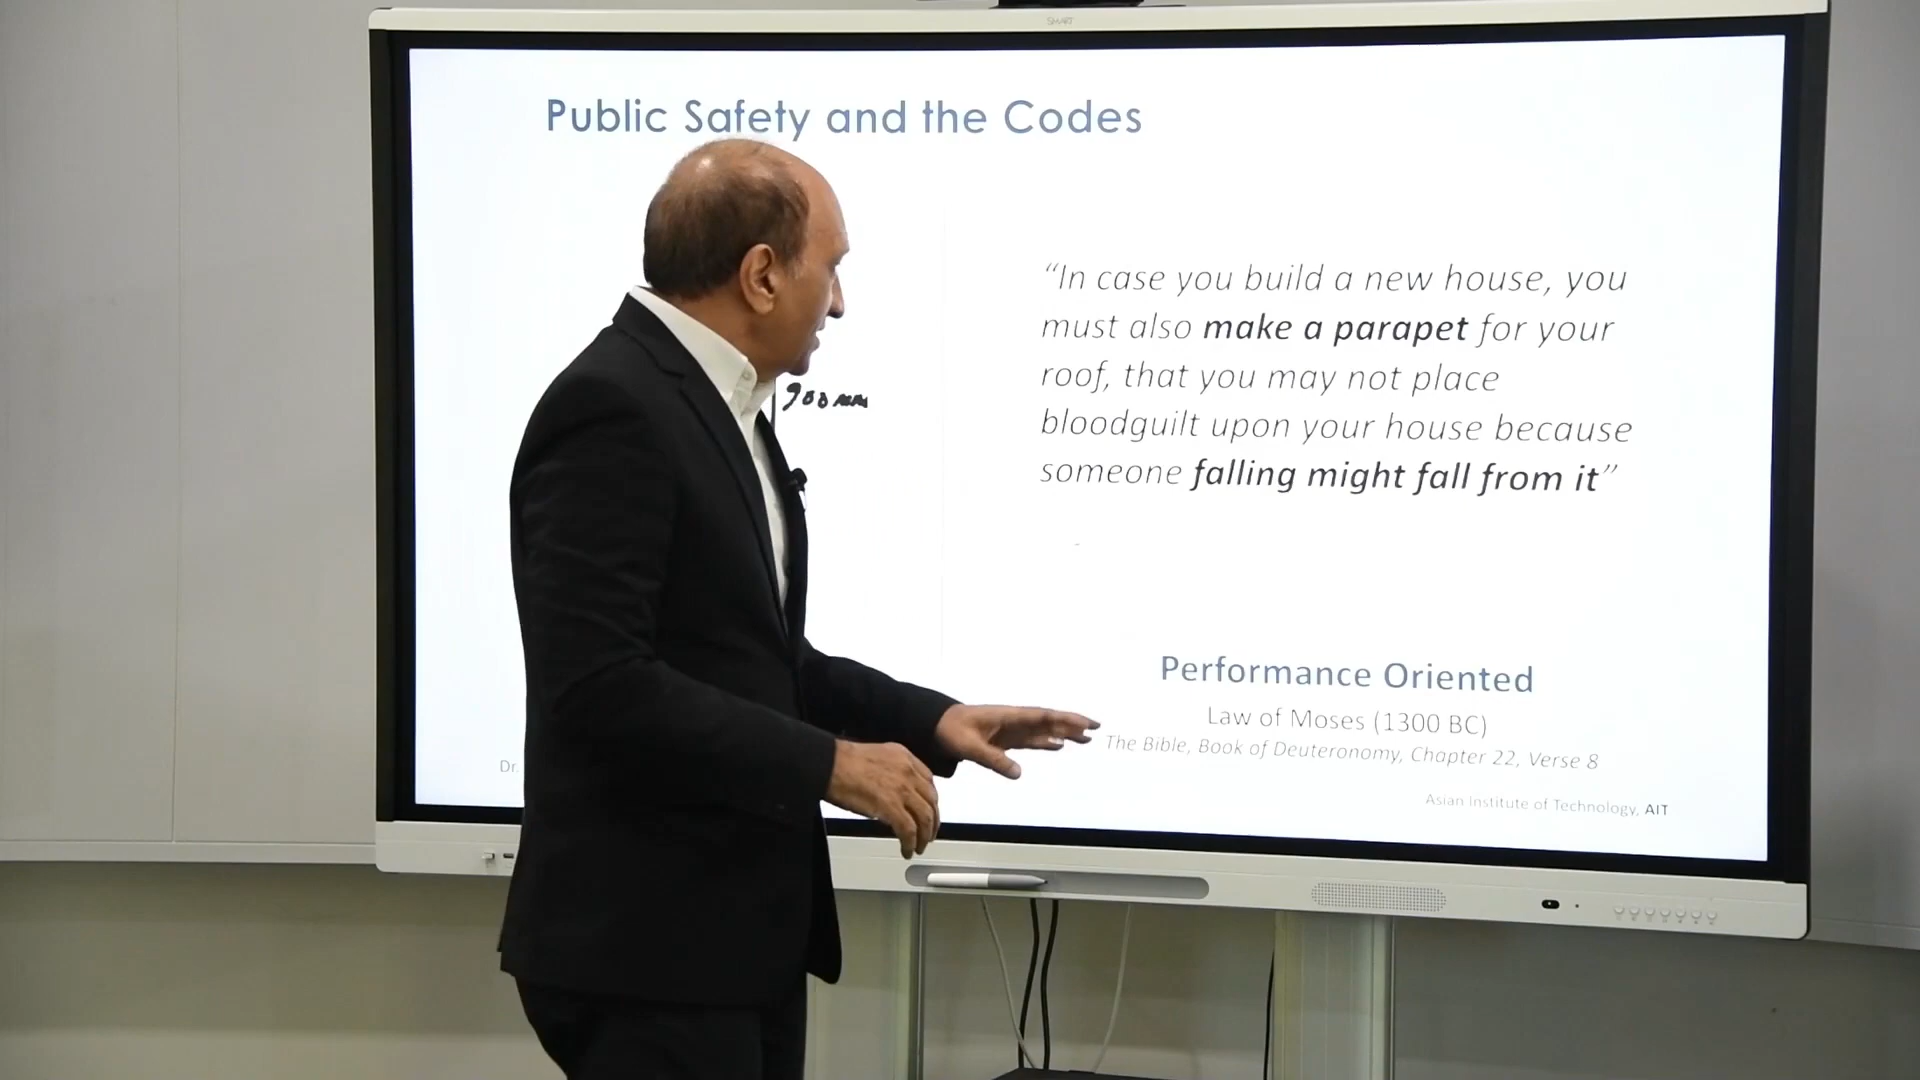 SMART
Public Safety and the Codes
900 mm
“In case you build a new house, you
must also make a parapet for your
roof, that you may not place
bloodguilt upon your house because
someone falling might fall from it”
Performance Oriented
Law of Moses (1300 BC)
The Bible, Book of Deuteronomy, Chapter 22, Verse 8
Dr.
Asian Institute of Technology, AIT